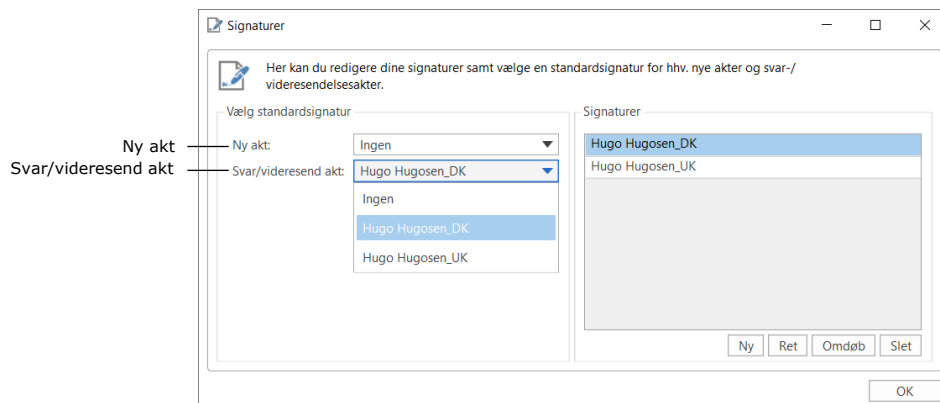 Signaturer
Her kan du redigere dine signaturer samt vælge en standardsignatur for hhv. nye akter og svar-/
videresendelsesakter.
Vælg standardsignatur
Ny akt
Svar/videresend akt
Ny akt:
Ingen
Svar/videresend akt:
Hugo Hugosen_DK
Ingen
Hugo Hugosen_DK
Hugo Hugosen_UK
Signaturer
Hugo Hugosen_DK
Hugo Hugosen_UK
Ny
Ret
Omdøb
Slet
OK